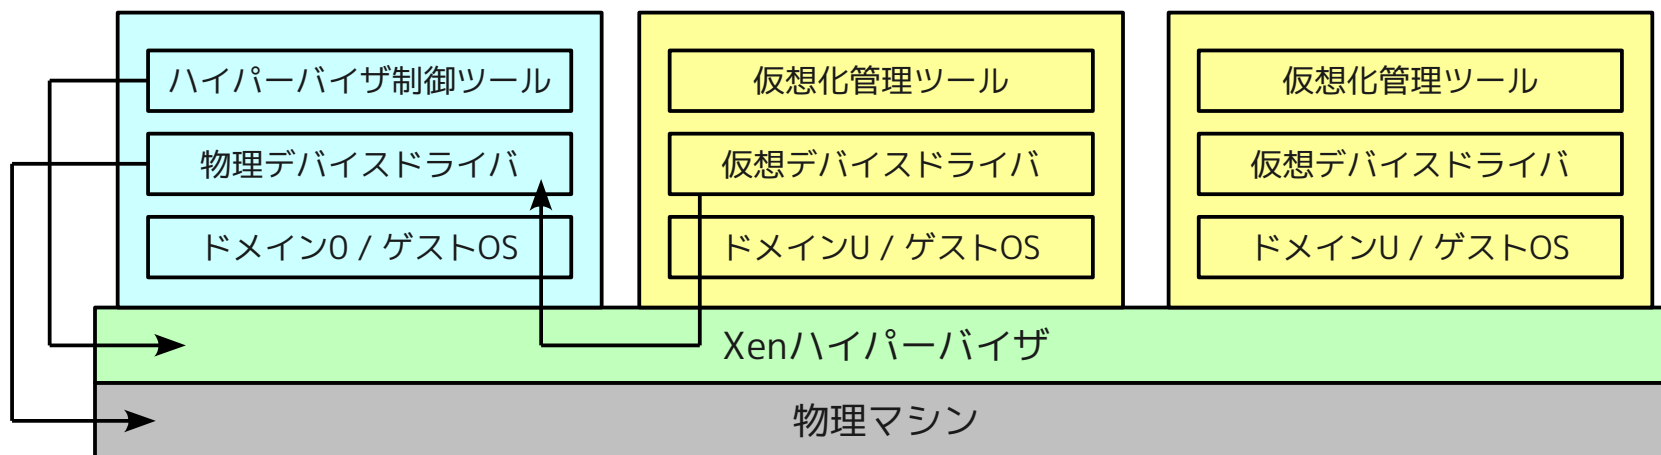 ハイパーバイザ制御ツール
物理デバイスドライバ
ドメイン0 / ゲストOS
仮想化管理ツール
仮想デバイスドライバ
ドメインU / ゲストOS
仮想化管理ツール
仮想デバイスドライバ
ドメインU / ゲストOS
Xenハイパーバイザ
物理マシン